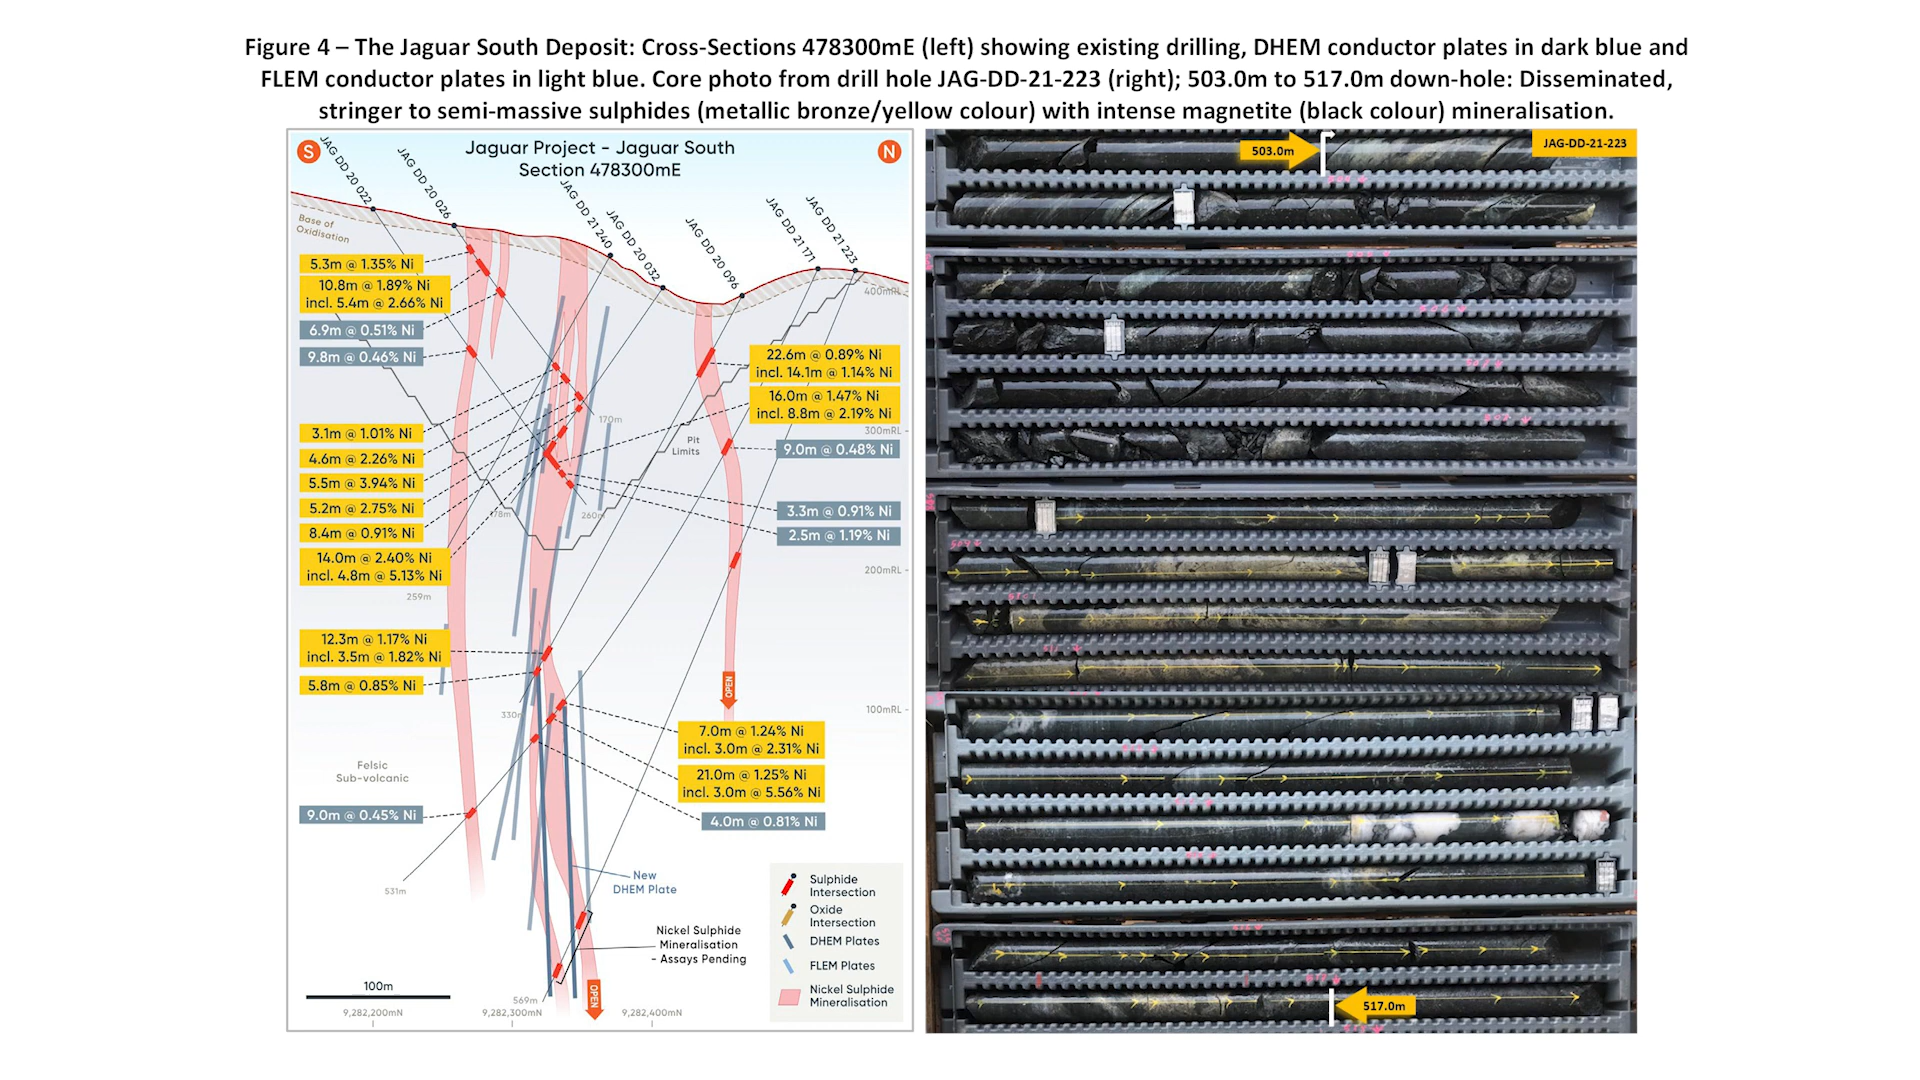 Figure 4 – The Jaguar South Deposit: Cross-Sections 478300mE (left) showing existing drilling, DHEM conductor plates in dark blue and
FLEM conductor plates in light blue. Core photo from drill hole JAG-DD-21-223 (right); 503.0m to 517.0m down-hole: Disseminated,
stringer to semi-massive sulphides (metallic bronze/yellow colour) with intense magnetite (black colour) mineralisation.
S
Jaguar Project - Jaguar South
Section 478300mE
N
JAG DD 20 022
JAG DD 20 026
JAG DD 21 240
JAG DD 20 032
JAG DD 20 096
JAG DD 21 171
JAG DD 21 223
Base of
Oxidisation
5.3m @ 1.35% Ni
10.8m @ 1.89% Ni
incl. 5.4m @ 2.66% Ni
6.9m @ 0.51% Ni
9.8m @ 0.46% Ni
3.1m @ 1.01% Ni
4.6m @ 2.26% Ni
5.5m @ 3.94% Ni
5.2m @ 2.75% Ni
8.4m @ 0.91% Ni
14.0m @ 2.40% Ni
incl. 4.8m @ 5.13% Ni
259m
12.3m @ 1.17% Ni
incl. 3.5m @ 1.82% Ni
5.8m @ 0.85% Ni
330m
Felsic
Sub-volcanic
9.0m @ 0.45% Ni
531m
400mRL
22.6m @ 0.89% Ni
incl. 14.1m @ 1.14% Ni
16.0m @ 1.47% Ni
incl. 8.8m @ 2.19% Ni
170m
300mRL
Pit
Limits
9.0m @ 0.48% Ni
178m
260m
3.3m @ 0.91% Ni
2.5m @ 1.19% Ni
200mRL
OPEN
100mRL
7.0m @ 1.24% Ni
incl. 3.0m @ 2.31% Ni
21.0m @ 1.25% Ni
incl. 3.0m @ 5.56% Ni
4.0m @ 0.81% Ni
New
DHEM Plate
Nickel Sulphide
Mineralisation
- Assays Pending
OPEN
569m
100m
9,282,200mN
9,282,300mN
9,282,400mN
Sulphide
Intersection
Oxide
Intersection
DHEM Plates
FLEM Plates
Nickel Sulphide
Mineralisation
503.0m
JAG-DD-21-223
517.0m